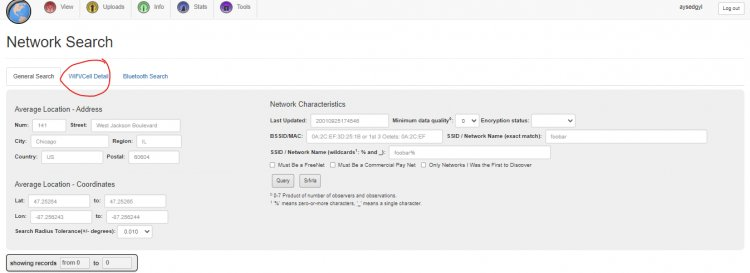 View Uploads Info Stats Tools aysedgyl Log out
Network Search
General Search WiFi/Cell Detail Bluetooth Search
Average Location - Address Network Characteristics
Last Updated: 20010925174546 Minimum data quality¹: 0 Encryption status:
Num: 141 Street: West Jackson Boulevard
BSSID/MAC: 0A:2C:EF:3D:25:1B or 1st 3 Octets: 0A:2C:EF SSID / Network Name (exact match): foobar
City: Chicago Region: IL
Country: US Postal: 60604
SSID / Network Name (wildcards¹: % and _): foobar%
Must Be a FreeNet Must Be a Commercial Pay Net Only Networks I Was the First to Discover
Query
Average Location - Coordinates
0-7 Product of number of observers and observations.
Lat: 47.25264 to: 47.25265
¹ '%' means zero-or-more characters, '_' means a single character.
Lon: -87.256243 to: -87.256244
Search Radius Tolerance(+/- degrees): 0.010
showing records from 0 to 0